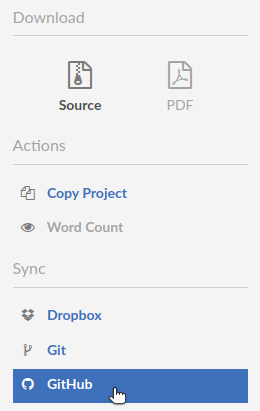 Download
Source PDF
Actions
Copy Project
Word Count
Sync
Dropbox
Git
GitHub